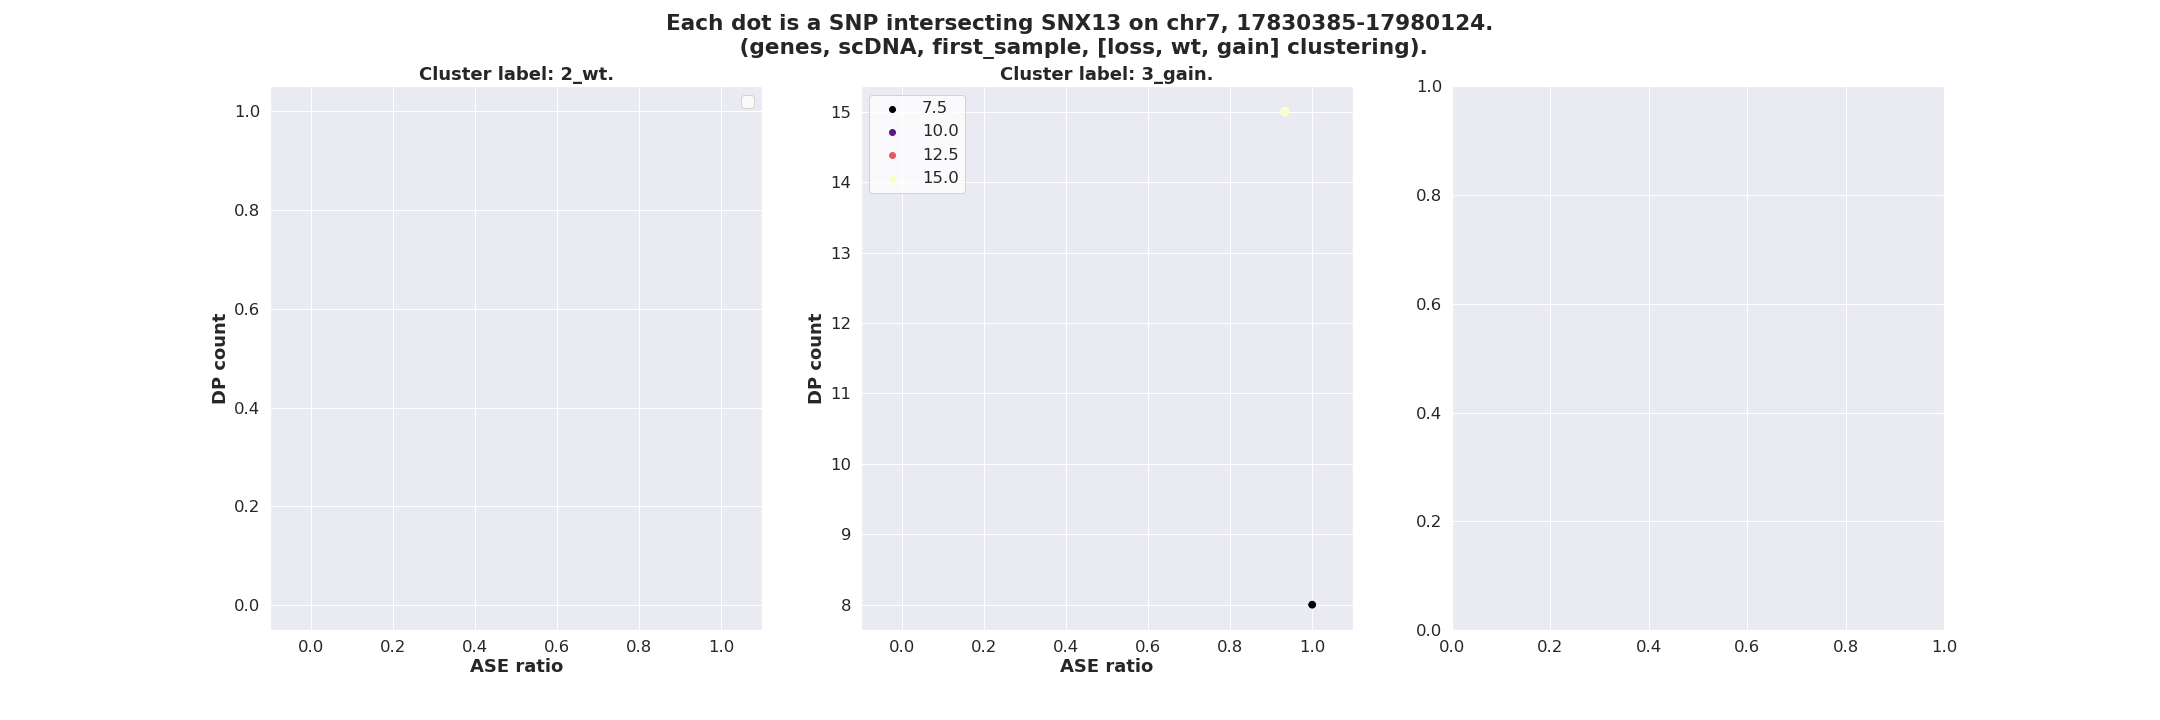 Each dot is a SNP intersecting SNX13 on chr7, 17830385-17980124.
(genes, scDNA, first_sample, [loss, wt, gain] clustering).
Cluster label: 2_wt.
DP count
1.0
0.8
0.6
0.4
0.2
0.0
0.0 0.2 0.4 0.6 0.8 1.0
ASE ratio
Cluster label: 3_gain.
DP count
15
14
13
12
11
10
9
8
7.5
10.0
12.5
15.0
0.0 0.2 0.4 0.6 0.8 1.0
ASE ratio
1.0
0.8
0.6
0.4
0.2
0.0
0.0 0.2 0.4 0.6 0.8 1.0